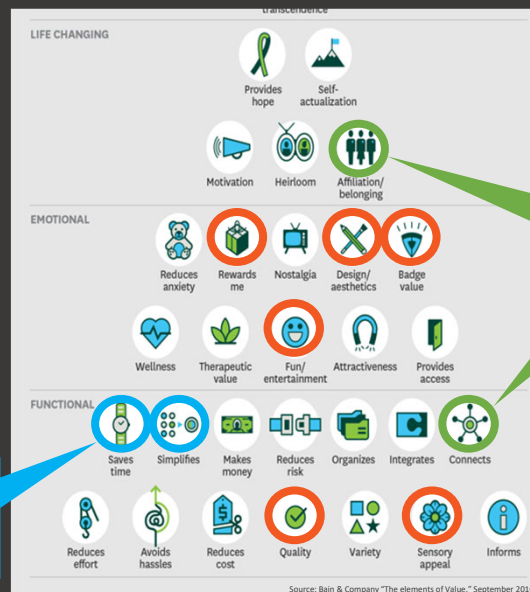 transcendence
LIFE CHANGING
Provides
hope
Self-
actualization
Motivation
Heirloom
Affiliation/
belonging
EMOTIONAL
Reduces
anxiety
Rewards
me
Nostalgia
Design/
aesthetics
Badge
value
Wellness
Therapeutic
value
Fun/
entertainment
Attractiveness
Provides
access
FUNCTIONAL
Saves
time
Simplifies
Makes
money
Reduces
risk
Organizes
Integrates
Connects
Reduces
effort
Avoids
hassles
Reduces
cost
Quality
Variety
Sensory
appeal
Informs
Source: Bain & Company "The elements of Value." September 201